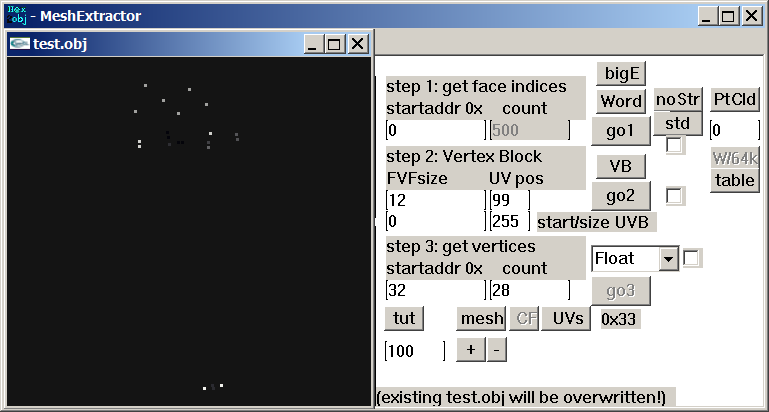 Hex
obj
- MeshExtractor
test.obj
step 1: get face indices
startaddr 0x count
0 500
bigE
Word
go1
noStr
std
PtCld
0
step 2: Vertex Block
FVFsize UV pos
12 99
0 255 start/size UVB
VB
go2
W/64k
table
step 3: get vertices
startaddr 0x count
32 28
Float
go3
tut mesh CF UVs 0x33
100 + -
(existing test.obj will be overwritten!)